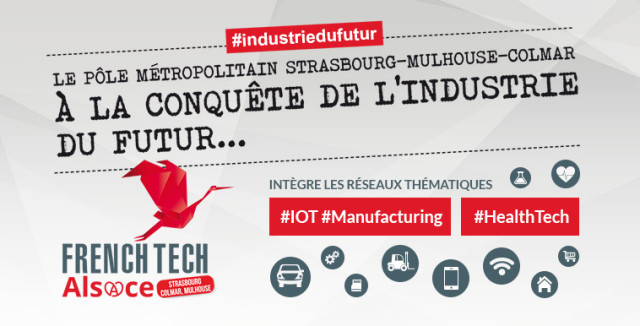 #industriedufutur
LE PÔLE MÉTROPOLITAIN STRASBOURG-MULHOUSE-COLMAR
À LA CONQUÊTE DE L'INDUSTRIE
DU FUTUR...
INTÈGRE LES RÉSEAUX THÉMATIQUES
#IOT #Manufacturing
#HealthTech
FRENCH TECH
Alsace
STRASBOURG
COLMAR, MULHOUSE